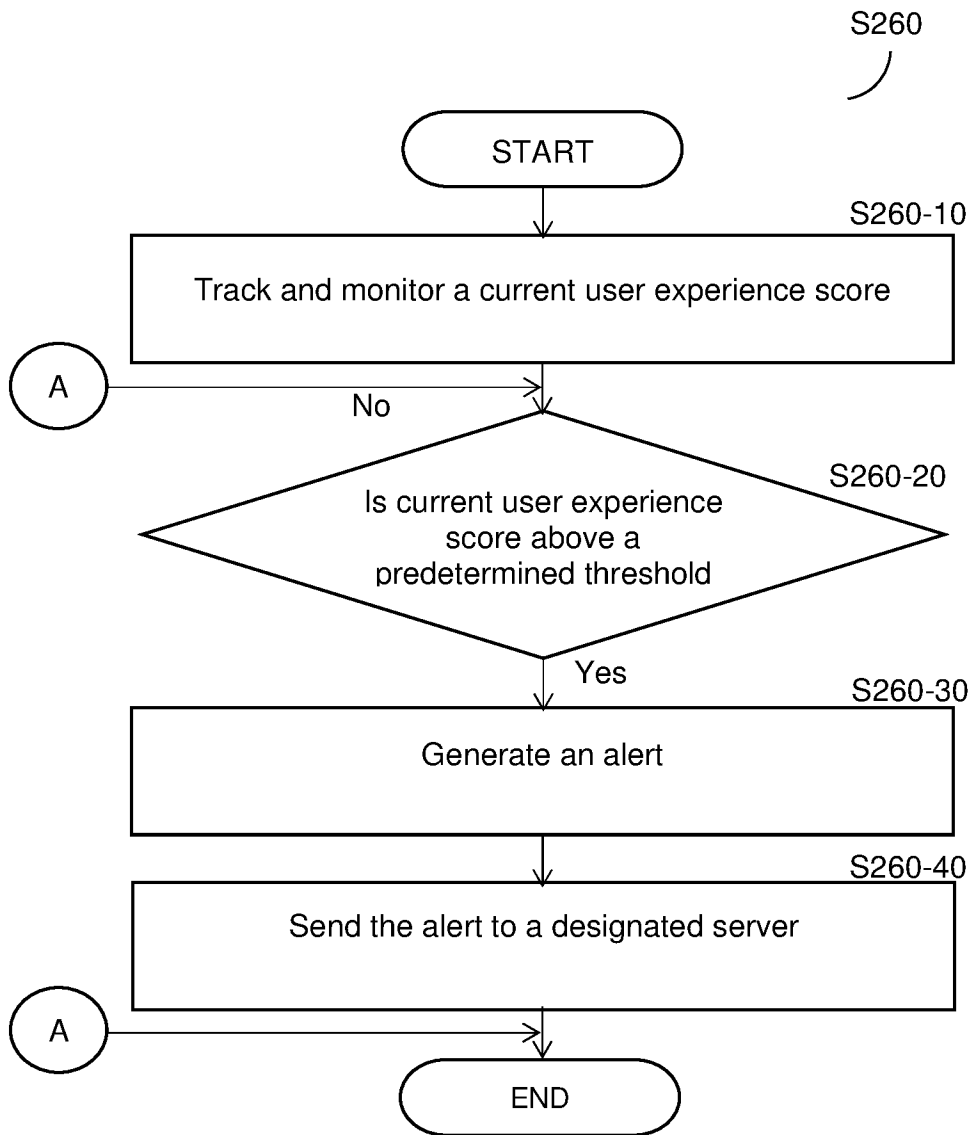 S260
START
S260-10
Track and monitor a current user experience score
A
No
S260-20
Is current user experience
score above a
predetermined threshold
Yes
S260-30
Generate an alert
S260-40
Send the alert to a designated server
A
END